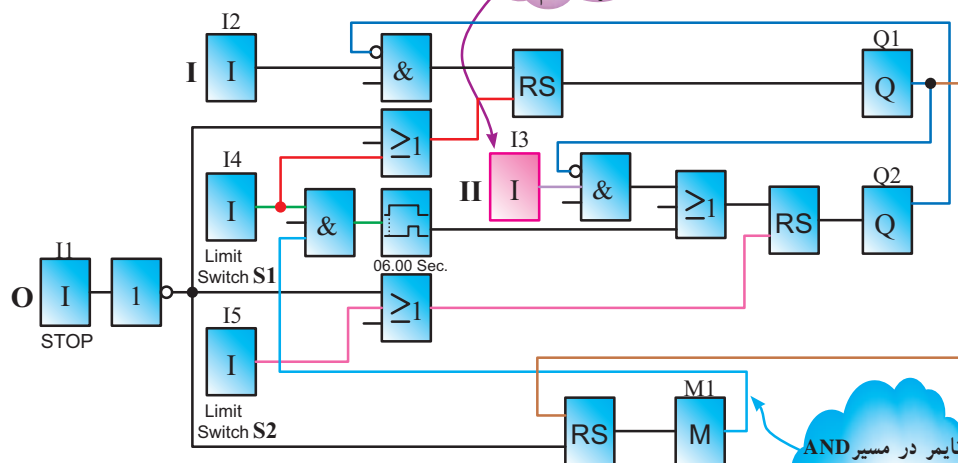 I2
I
I
&
RS
Q1
Q
≥1
I4
I
I3
II
I
&
≥1
Q2
RS
Q
&
06.00 Sec.
Limit
Switch S1
I1
O
I
1
STOP
≥1
I5
I
Limit
Switch S2
RS
M1
M
تایمر در مسیر AND